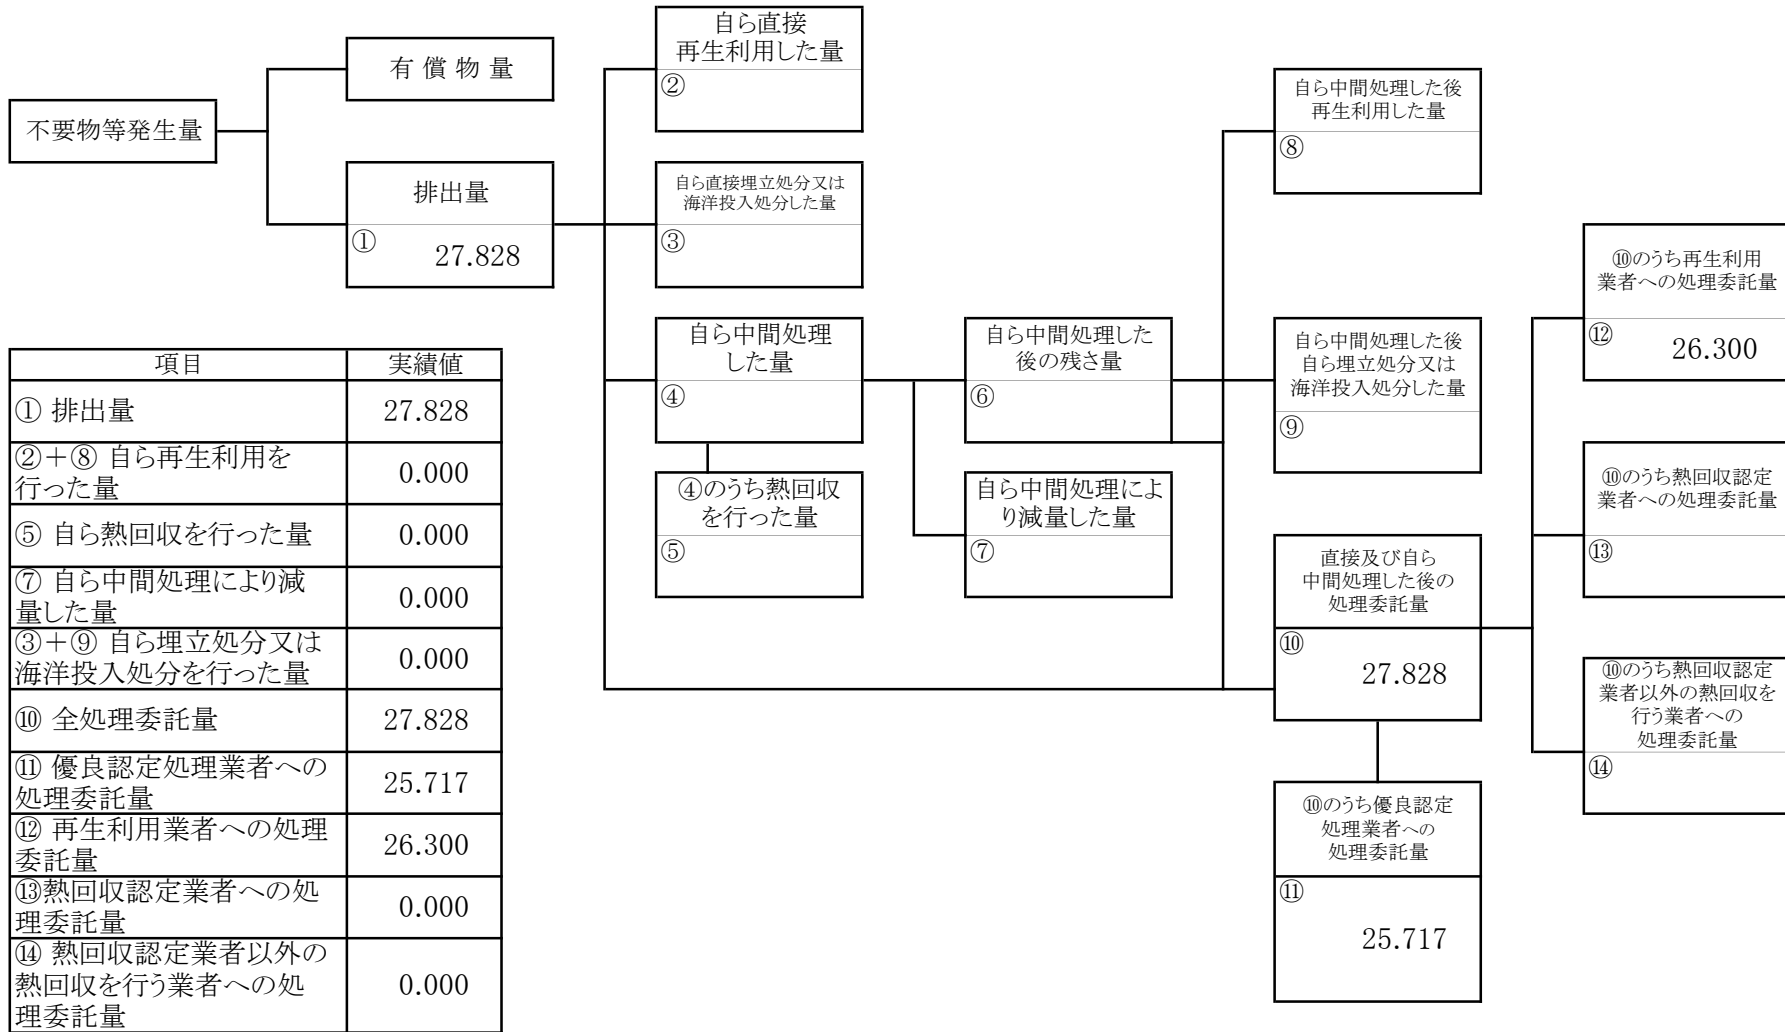 不要物等発生量
有 償 物 量
排出量
①
27.828
自ら直接
再生利用した量
②
自ら直接埋立処分又は
海洋投入処分した量
③
自ら中間処理
した量
④
④のうち熱回収
を行った量
⑤
自ら中間処理した
後の残さ量
⑥
自ら中間処理によ
り減量した量
⑦
自ら中間処理した後
再生利用した量
⑧
自ら中間処理した後
自ら埋立処分又は
海洋投入処分した量
⑨
直接及び自ら
中間処理した後の
処理委託量
⑩
27.828
⑩のうち優良認定
処理業者への
処理委託量
⑪
25.717
⑩のうち再生利用
業者への処理委託量
⑫
26.300
⑩のうち熱回収認定
業者への処理委託量
⑬
⑩のうち熱回収認定
業者以外の熱回収を
行う業者への
処理委託量
⑭
項目 実績値
① 排出量 27.828
②＋⑧ 自ら再生利用を
行った量 0.000
⑤ 自ら熱回収を行った量 0.000
⑦ 自ら中間処理により減
量した量 0.000
③＋⑨ 自ら埋立処分又は
海洋投入処分を行った量 0.000
⑩ 全処理委託量 27.828
⑪ 優良認定処理業者への
処理委託量 25.717
⑫ 再生利用業者への処理
委託量 26.300
⑬熱回収認定業者への処
理委託量 0.000
⑭ 熱回収認定業者以外の
熱回収を行う業者への処
理委託量 0.000